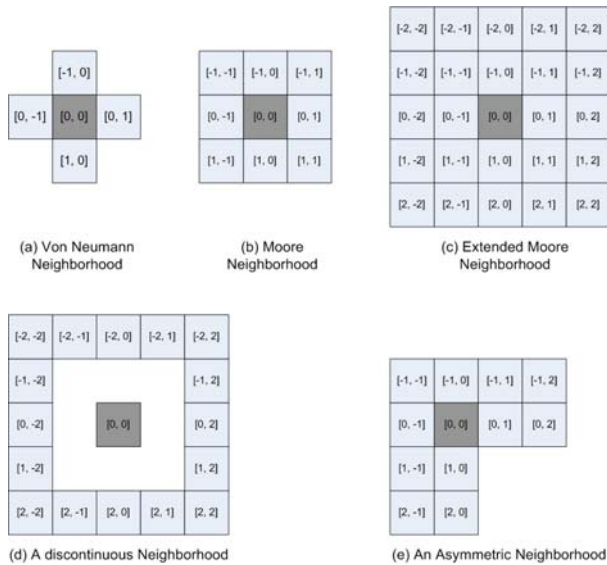 [-1, 0]
[0, -1] [0, 0] [0, 1]
[1, 0]
(a) Von Neumann
Neighborhood
[-1, -1] [-1, 0] [-1, 1]
[0, -1] [0, 0] [0, 1]
[1, -1] [1, 0] [1, 1]
(b) Moore
Neighborhood
[-2, -2] [-2, -1] [-2, 0] [-2, 1] [-2, 2]
[-1, -2] [-1, -1] [-1, 0] [-1, 1] [-1, 2]
[0, -2] [0, -1] [0, 0] [0, 1] [0, 2]
[1, -2] [1, -1] [1, 0] [1, 1] [1, 2]
[2, -2] [2, -1] [2, 0] [2, 1] [2, 2]
(c) Extended Moore
Neighborhood
[-2, -2] [-2, -1] [-2, 0] [-2, 1] [-2, 2]
[-1, -2] [-1, 2]
[0, -2] [0, 0] [0, 2]
[1, -2] [1, 2]
[2, -2] [2, -1] [2, 0] [2, 1] [2, 2]
(d) A discontinuous Neighborhood
[-1, -1] [-1, 0] [-1, 1] [-1, 2]
[0, -1] [0, 0] [0, 1] [0, 2]
[1, -1] [1, 0]
[2, -1] [2, 0]
(e) An Asymmetric Neighborhood